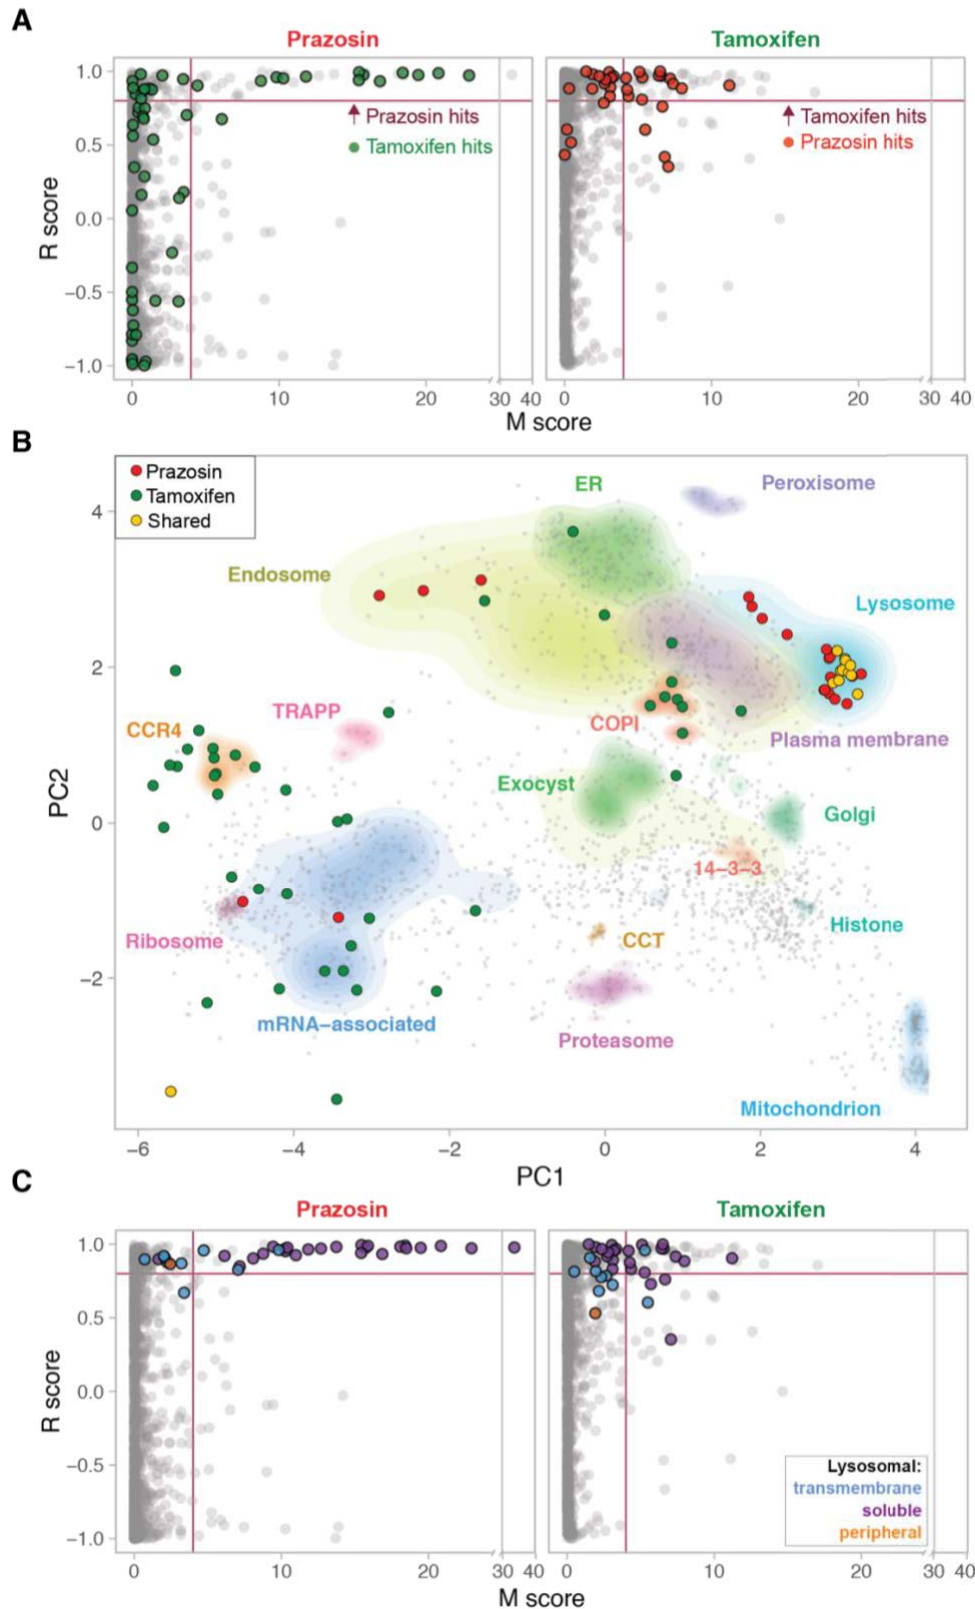 A
Prazosin
Tamoxifen
R score
1.0
0.5
0.0
−0.5
−1.0
Prazosin hits
Tamoxifen hits
Tamoxifen hits
Prazosin hits
0 10 20 30 40
0 10 20 30 40
M score
B
Prazosin
Tamoxifen
Shared
ER
Peroxisome
Endosome
Lysosome
TRAPP
CCR4
COPI
Plasma membrane
Exocyst
Golgi
14−3−3
Ribosome
CCT
Histone
mRNA−associated
Proteasome
Mitochondrion
PC2
4
2
0
−2
−6 −4 −2 0 2 4
PC1
C
Prazosin
Tamoxifen
R score
1.0
0.5
0.0
−0.5
−1.0
Lysosomal:
transmembrane
soluble
peripheral
0 10 20 30 40
0 10 20 30 40
M score